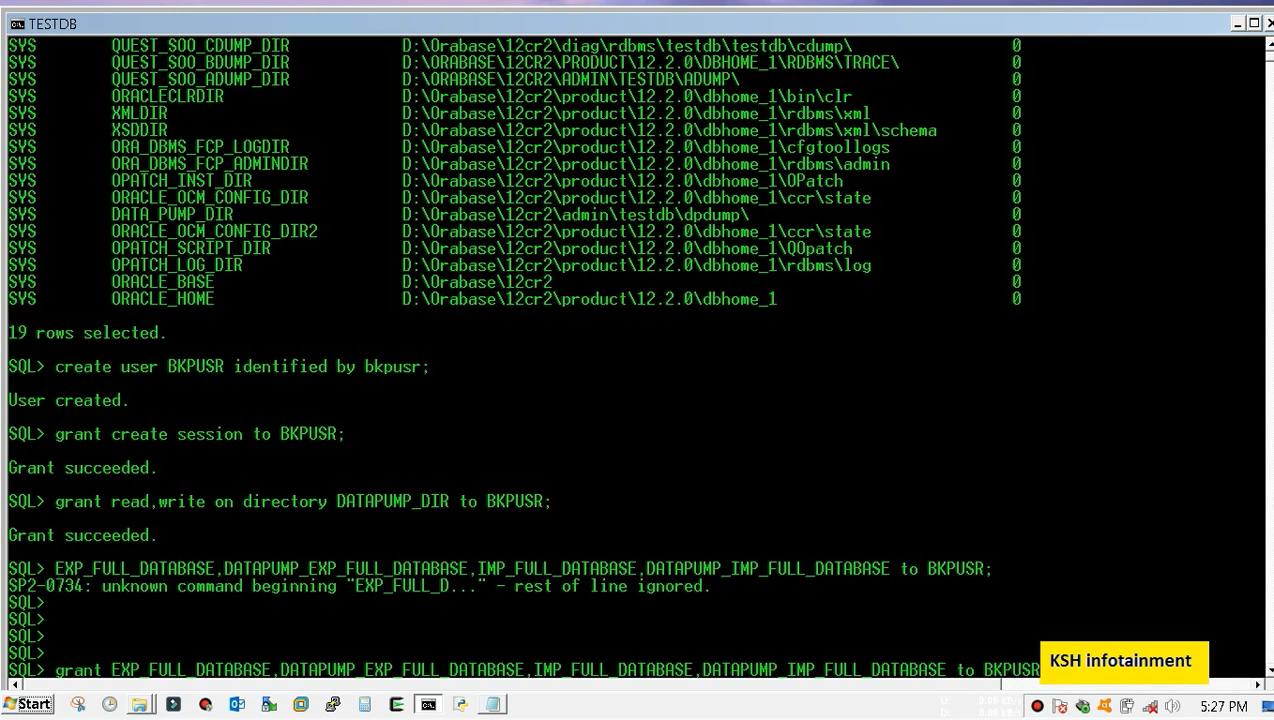 TESTDB
SYS QUEST_SOO_CDUMP_DIR D:\Orabase\12cr2\diag\rdbms\testdb\testdb\cdump\ 0
SYS QUEST_SOO_BDUMP_DIR D:\ORABASE\12CR2\PRODUCT\12.2.0\DBHOME_1\RDBMS\TRACE\ 0
SYS QUEST_SOO_ADUMP_DIR D:\ORABASE\12CR2\ADMIN\TESTDB\ADUMP\ 0
SYS ORACLECLRDIR D:\Orabase\12cr2\product\12.2.0\dbhome_1\bin\clr 0
SYS XMLDIR D:\Orabase\12cr2\product\12.2.0\dbhome_1\rdbms\xml 0
SYS XSDDIR D:\Orabase\12cr2\product\12.2.0\dbhome_1\rdbms\xml\schema 0
SYS ORA_DBMS_FCP_LOGDIR D:\Orabase\12cr2\product\12.2.0\dbhome_1\cfgtoollogs 0
SYS ORA_DBMS_FCP_ADMINDIR D:\Orabase\12cr2\product\12.2.0\dbhome_1\rdbms\admin 0
SYS OPATCH_INST_DIR D:\Orabase\12cr2\product\12.2.0\dbhome_1\OPatch 0
SYS ORACLE_OCM_CONFIG_DIR D:\Orabase\12cr2\product\12.2.0\dbhome_1\ccr\state 0
SYS DATA_PUMP_DIR D:\Orabase\12cr2\admin\testdb\dpdump\ 0
SYS ORACLE_OCM_CONFIG_DIR2 D:\Orabase\12cr2\product\12.2.0\dbhome_1\ccr\state 0
SYS OPATCH_SCRIPT_DIR D:\Orabase\12cr2\product\12.2.0\dbhome_1\QOpatch 0
SYS OPATCH_LOG_DIR D:\Orabase\12cr2\product\12.2.0\dbhome_1\rdbms\log 0
SYS ORACLE_BASE D:\Orabase\12cr2 0
SYS ORACLE_HOME D:\Orabase\12cr2\product\12.2.0\dbhome_1 0
19 rows selected.
SQL> create user BKPUSR identified by bkpusr;
User created.
SQL> grant create session to BKPUSR;
Grant succeeded.
SQL> grant read,write on directory DATAPUMP_DIR to BKPUSR;
Grant succeeded.
SQL> EXP_FULL_DATABASE,DATAPUMP_EXP_FULL_DATABASE,IMP_FULL_DATABASE,DATAPUMP_IMP_FULL_DATABASE to BKPUSR;
SP2-0734: unknown command beginning "EXP_FULL_D..." - rest of line ignored.
SQL>
SQL>
SQL>
SQL>
SQL> grant EXP_FULL_DATABASE,DATAPUMP_EXP_FULL_DATABASE,IMP_FULL_DATABASE,DATAPUMP_IMP_FULL_DATABASE to BKPUSR
KSH infotainment
Start
5:27 PM